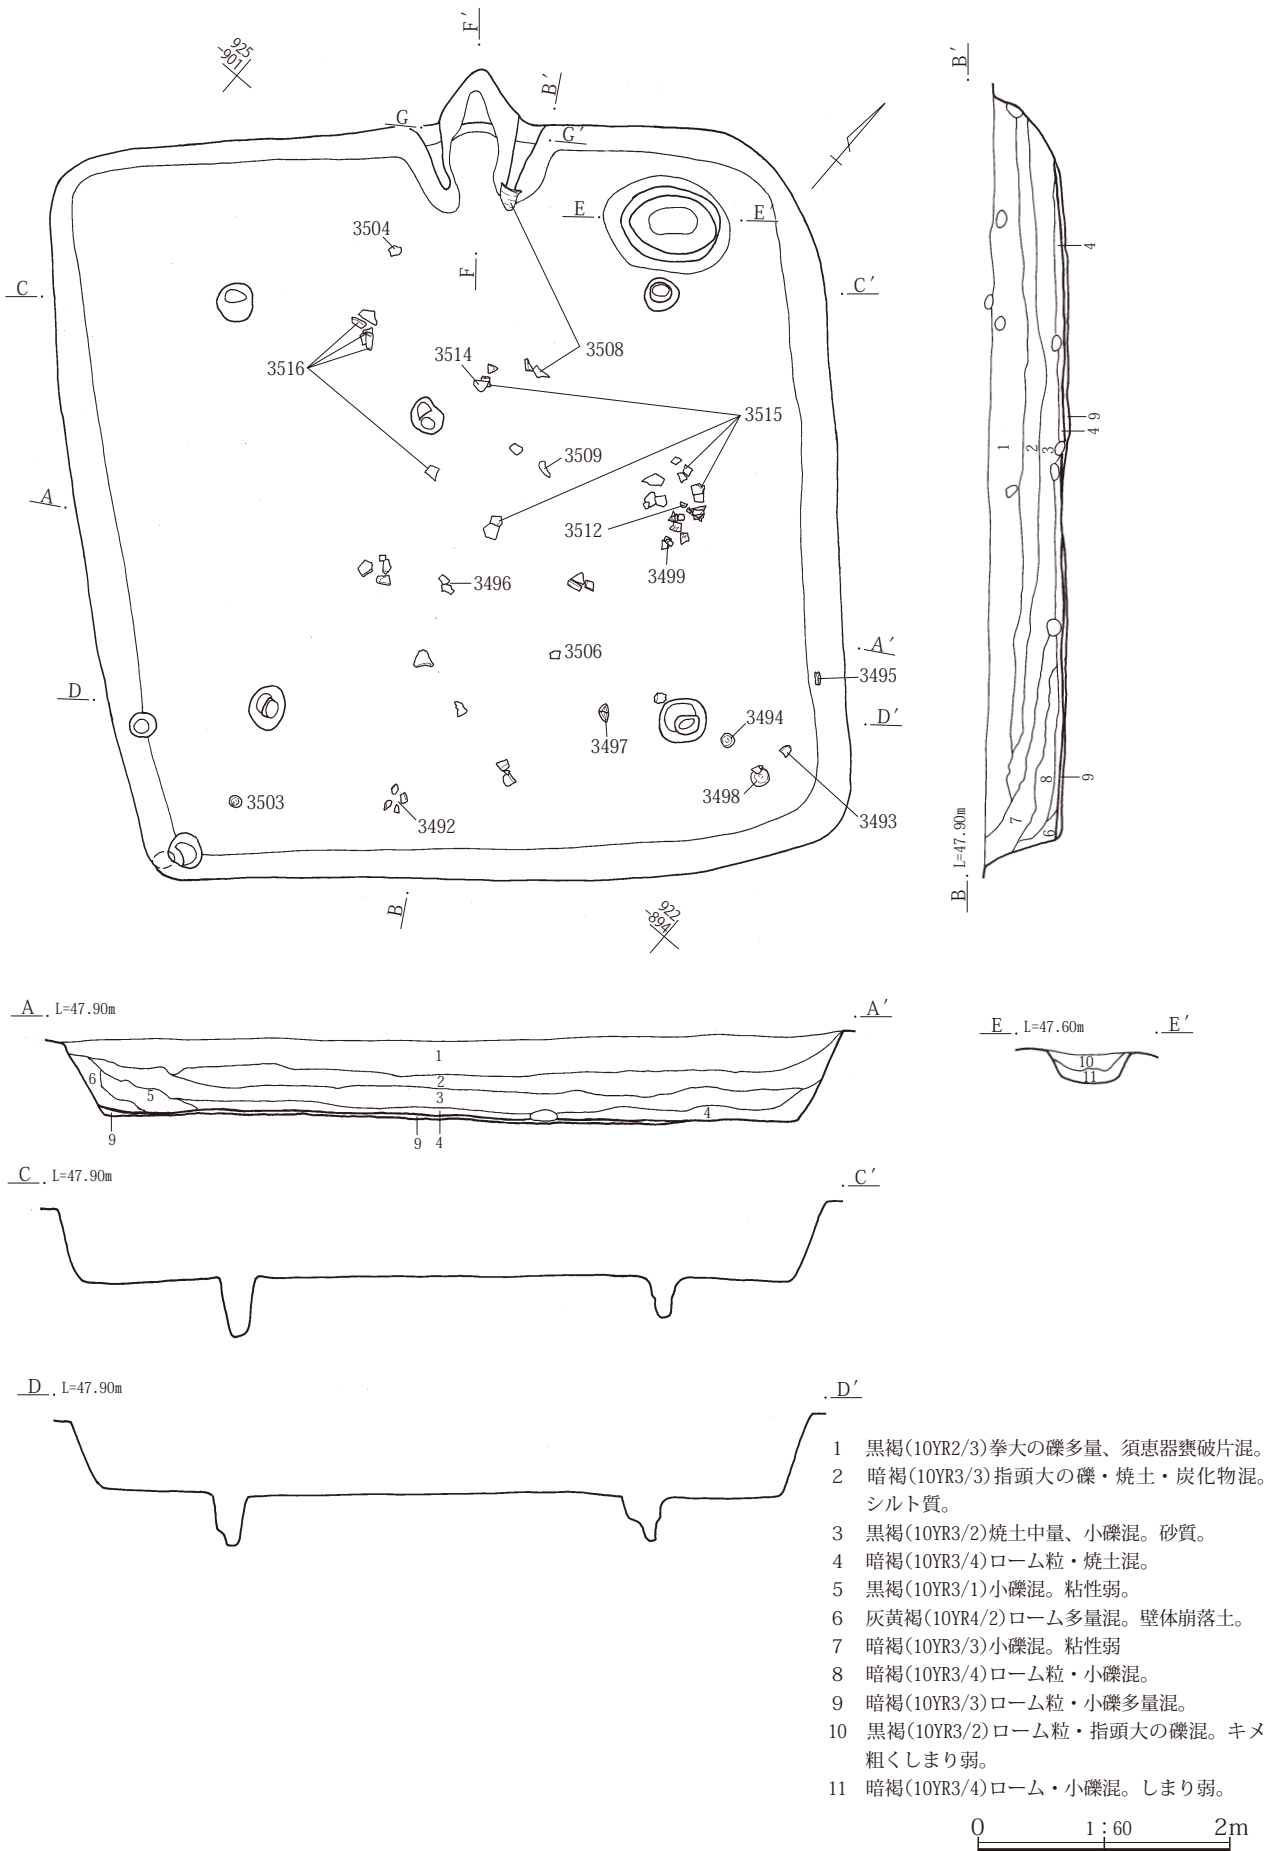 F′
925
-901
B′
B′
G
G′
E
E′
3504
F
C
C′
4
3508
3514
3516
3515
9
4
3509
1
2
3
A
3512
3499
3496
3506
A′
3495
D
3494
D′
3497
8
9
3498
3503
3492
3493
7
6
B L=47.90m
B
922
-894
A L=47.90m
A′
E L=47.60m
E′
1
10
6
2
11
5
3
4
9
9
4
C L=47.90m
C′
D L=47.90m
D′
1 黒褐(10YR2/3)拳大の礫多量、須恵器甕破片混。
2 暗褐(10YR3/3)指頭大の礫・焼土・炭化物混。
シルト質。
3 黒褐(10YR3/2)焼土中量、小礫混。砂質。
4 暗褐(10YR3/4)ローム粒・焼土混。
5 黒褐(10YR3/1)小礫混。粘性弱。
6 灰黄褐(10YR4/2)ローム多量混。壁体崩落土。
7 暗褐(10YR3/3)小礫混。粘性弱
8 暗褐(10YR3/4)ローム粒・小礫混。
9 暗褐(10YR3/3)ローム粒・小礫多量混。
10 黒褐(10YR3/2)ローム粒・指頭大の礫混。キメ
粗くしまり弱。
11 暗褐(10YR3/4)ローム・小礫混。しまり弱。
0 1：60 2m